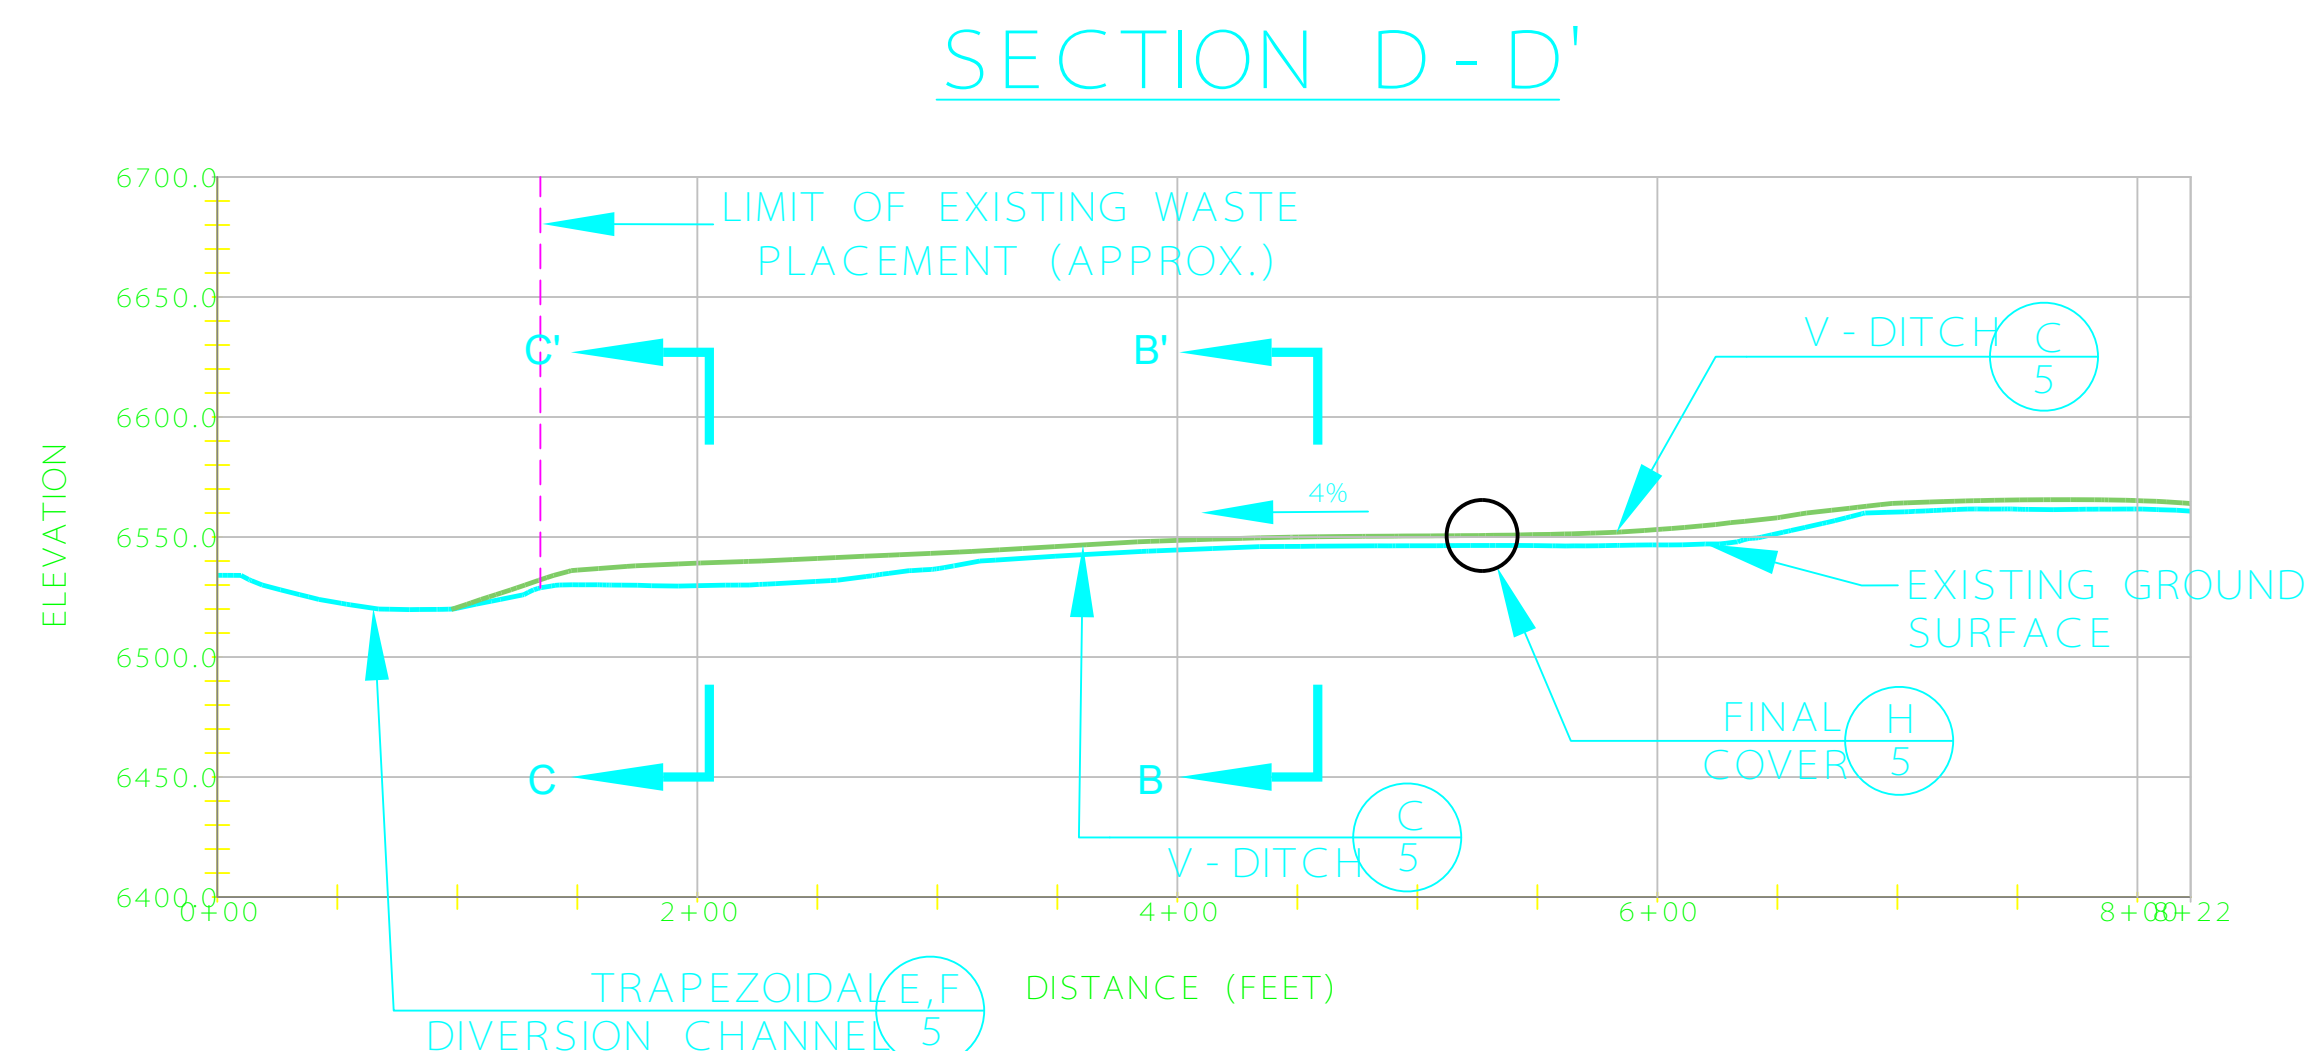 SECTION D-D'
6700.0
LIMIT OF EXISTING WASTE
PLACEMENT (APPROX.)
6650.0
V-DITCH C
5
C'
B'
6600.0
ELEVATION
4%
6550.0
EXISTING GROUND
SURFACE
6500.0
FINAL H
COVER 5
6450.0
C
B
C
V-DITCH 5
6400.0
0+00 2+00 4+00 6+00 8+00 8+22
TRAPEZOIDAL E,F
DIVERSION CHANNEL 5
DISTANCE (FEET)